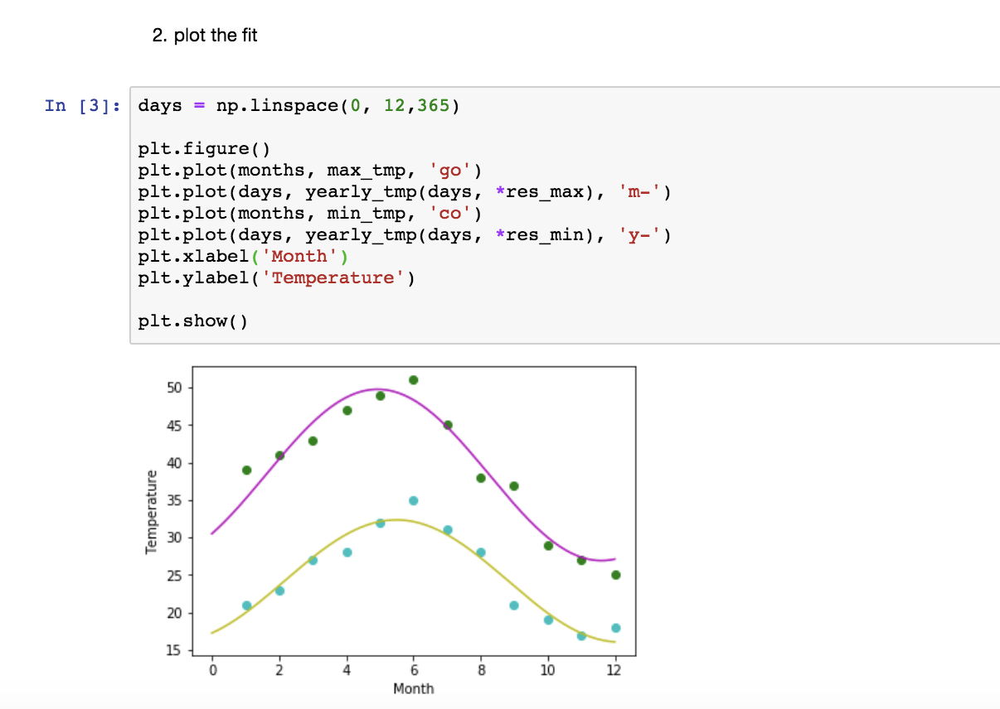 2. plot the fit
In [3]:
days = np.linspace(0, 12,365)
plt.figure()
plt.plot(months, max_tmp, 'go')
plt.plot(days, yearly_tmp(days, *res_max), 'm-')
plt.plot(months, min_tmp, 'co')
plt.plot(days, yearly_tmp(days, *res_min), 'y-')
plt.xlabel('Month')
plt.ylabel('Temperature')
plt.show()
50
45
40
35
30
25
20
15
Temperature
0 2 4 6 8 10 12
Month